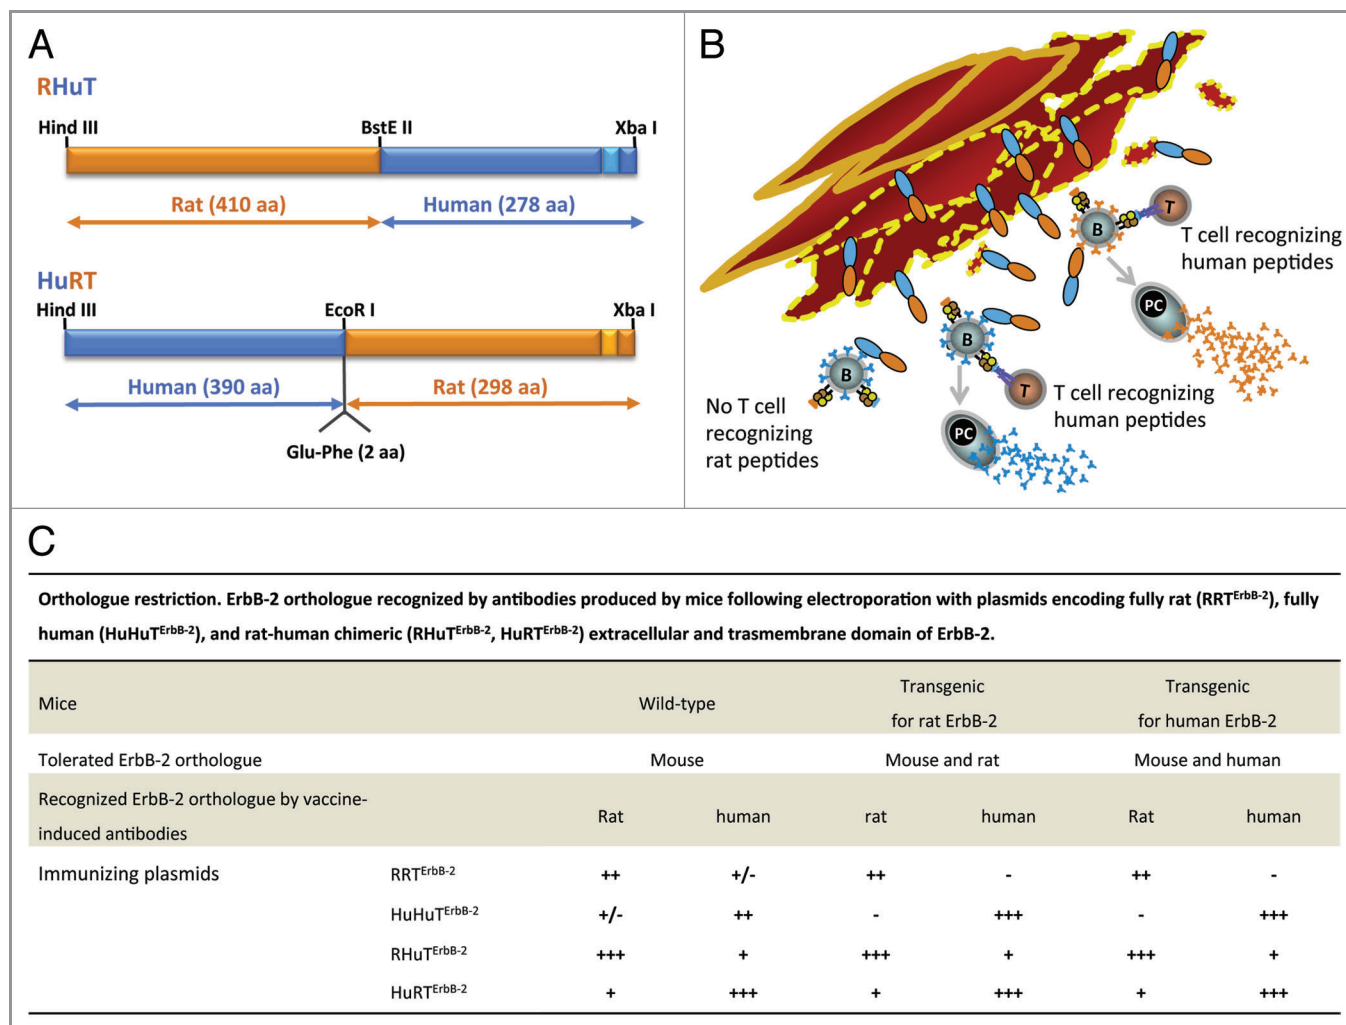 A
RHuT
Hind III BstE II Xba I
Rat (410 aa) Human (278 aa)
HuRT
Hind III EcoR I Xba I
Human (390 aa) Rat (298 aa)
Glu-Phe (2 aa)
B
B T
T cell recognizing
human peptides
PC
B
B
T
No T cell
recognizing
rat peptides
T cell recognizing
human peptides
PC
C
Orthologue restriction. ErbB-2 orthologue recognized by antibodies produced by mice following electroporation with plasmids encoding fully rat (RRTErbB-2), fully
human (HuHuTErbB-2), and rat-human chimeric (RHuTErbB-2, HuRTErbB-2) extracellular and trasmembrane domain of ErbB-2.
Mice Wild-type Transgenic for rat ErbB-2 Transgenic for human ErbB-2
Tolerated ErbB-2 orthologue Mouse Mouse and rat Mouse and human
Recognized ErbB-2 orthologue by vaccine-
induced antibodies Rat human rat human Rat human
Immunizing plasmids RRTErbB-2 ++ +/- ++ - ++ -
HuHuTErbB-2 +/- ++ - +++ - +++
RHuTErbB-2 +++ + +++ + +++ +
HuRTErbB-2 + +++ + +++ + +++